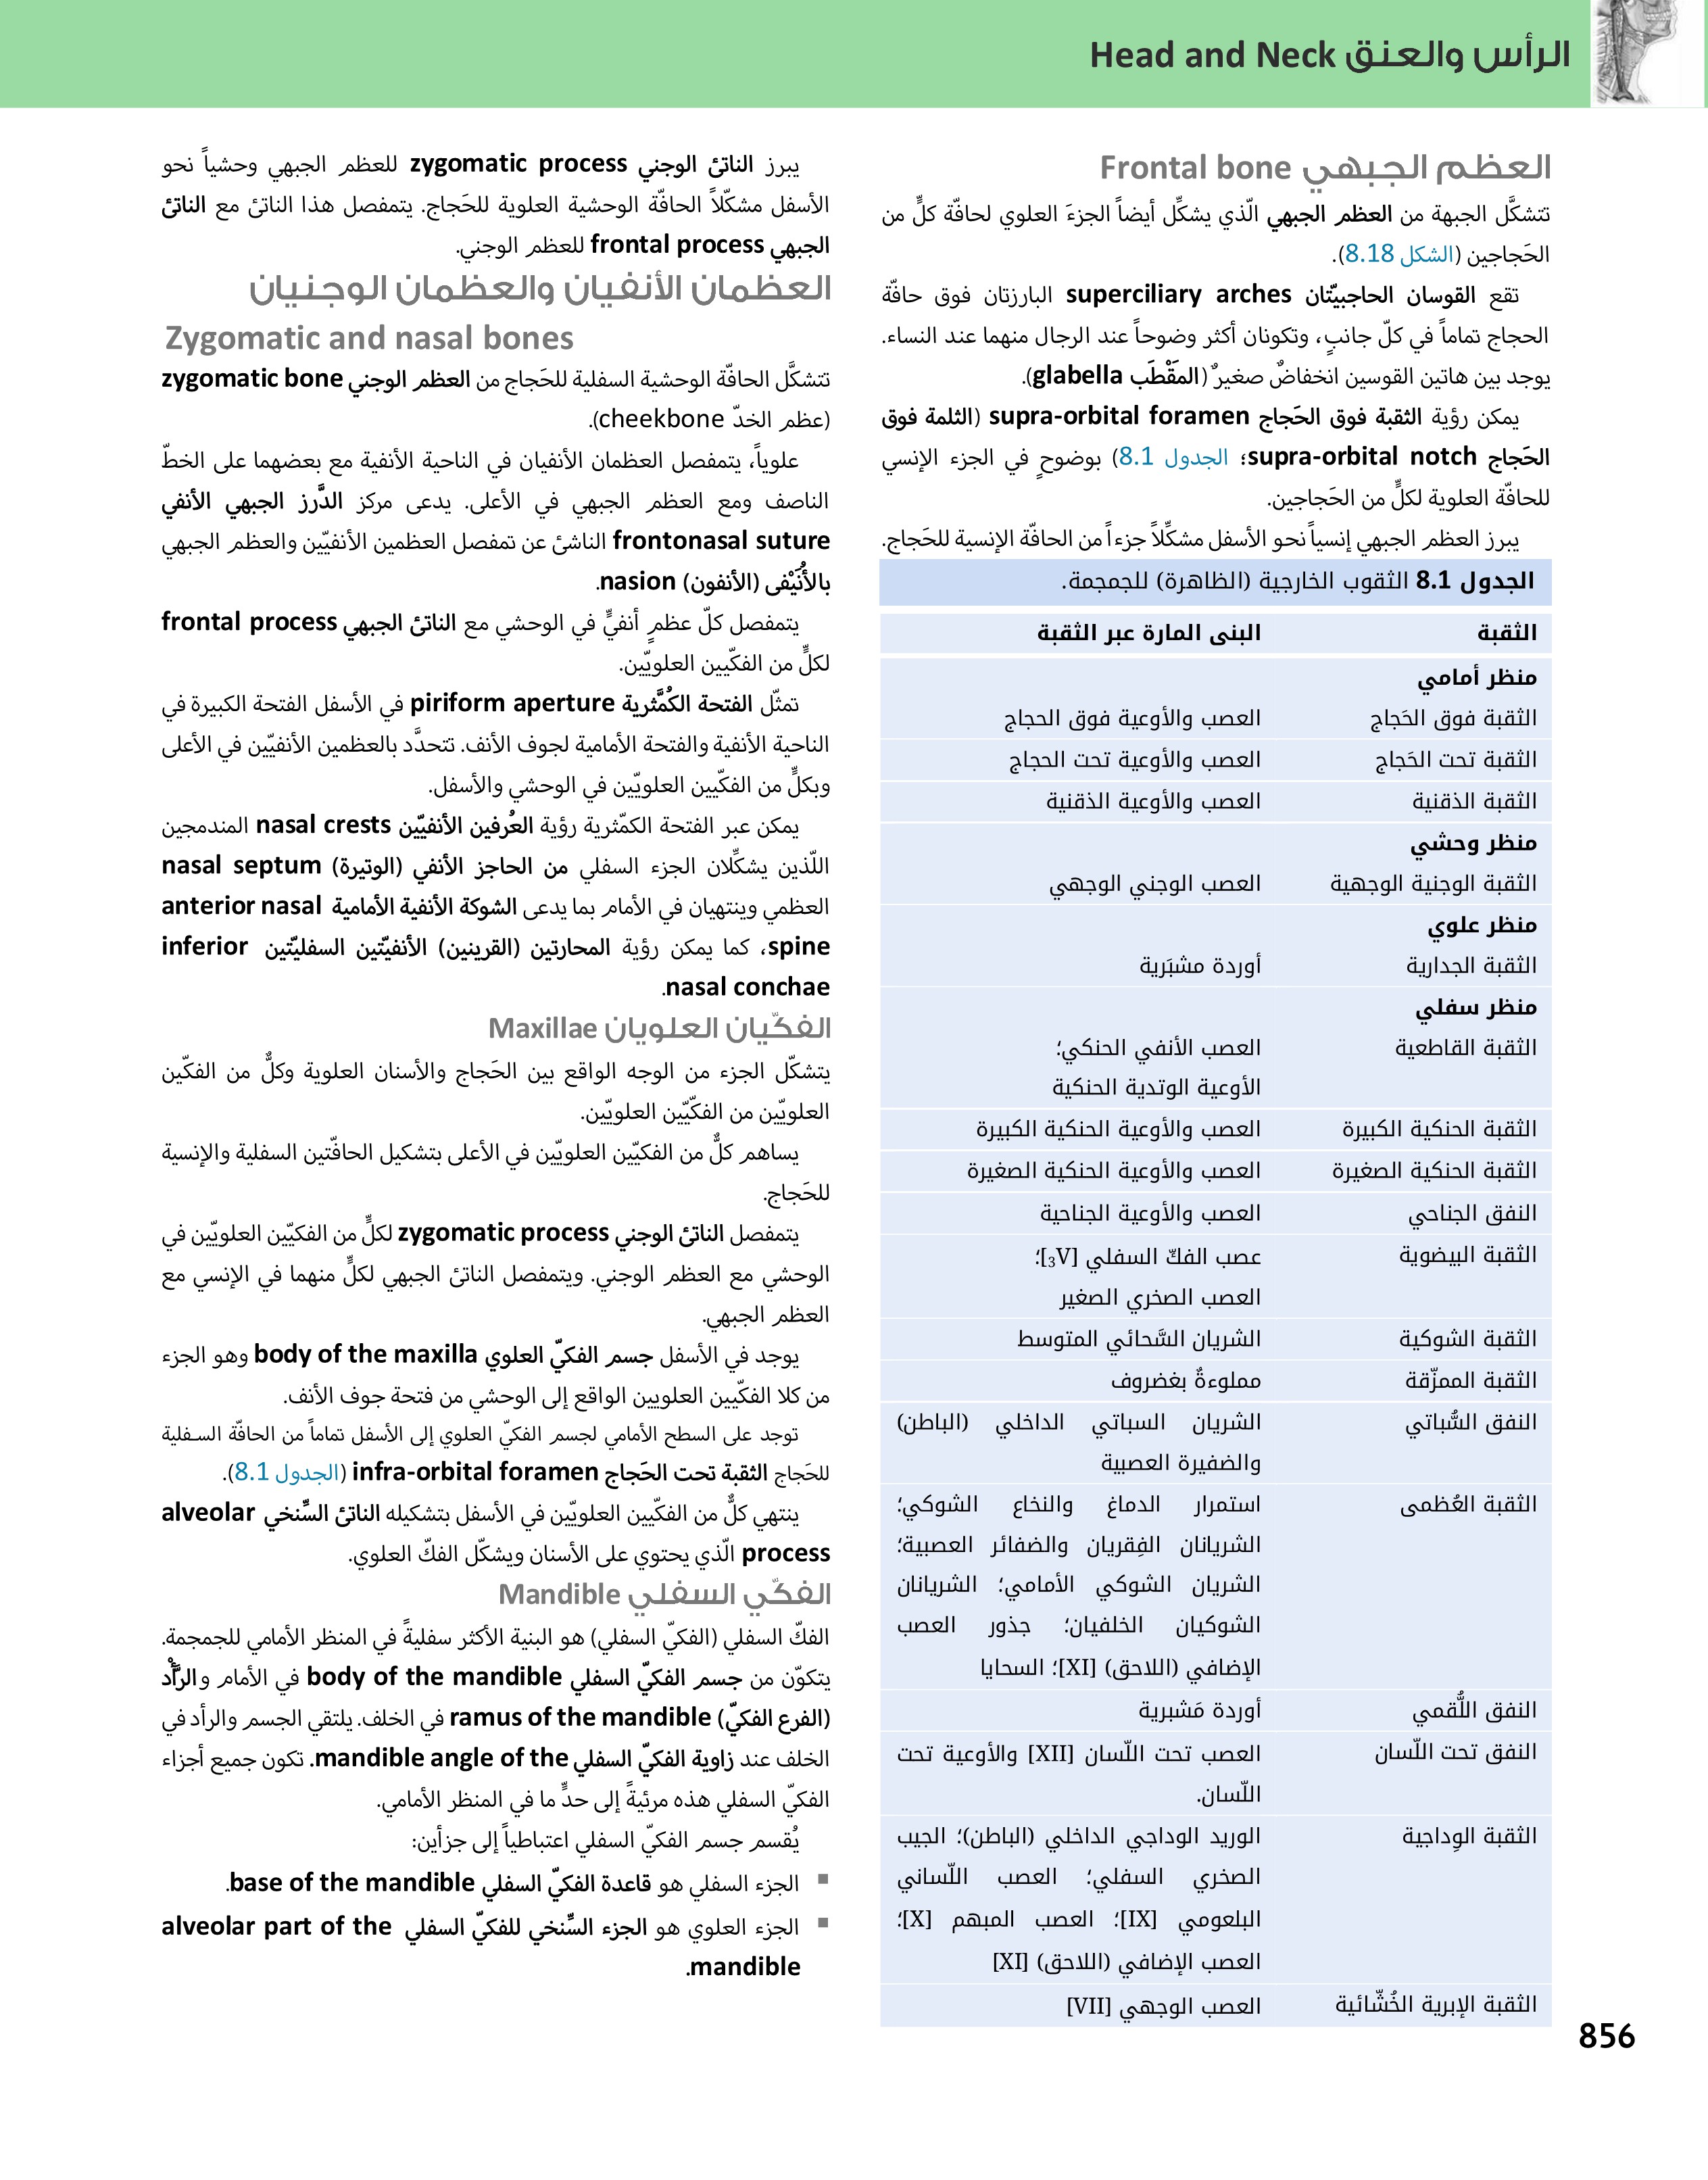 الرأس والعنق Head and Neck
العظم الجبهي Frontal bone
تتشكَّل الجبهة من العظم الجبهي الّذي يشكِّل أيضاً الجزءَ العلوي لحافّة كلٍّ من
الحَجاجين (الشكل 8.18).
تقع القوسان الحاجبيّتان superciliary arches البارزتان فوق حافّة
الحجاج تماماً في كلّ جانبٍ، وتكونان أكثر وضوحاً عند الرجال منهما عند النساء.
يوجد بين هاتين القوسين انخفاضٌ صغيرٌ (المَقْطَب glabella).
يمكن رؤية الثقبة فوق الحَجاج supra-orbital foramen (الثلمة فوق
الحَجاج supra-orbital notch؛ الجدول 8.1) بوضوحٍ في الجزء الإنسي
للحافّة العلوية لكلٍّ من الحَجاجين.
يبرز العظم الجبهي إنسياً نحو الأسفل مشكِّلاً جزءاً من الحافّة الإنسية للحَجاج.
الجدول 8.1 الثقوب الخارجية (الظاهرة) للجمجمة.
الثقبة البنى المارة عبر الثقبة
منظر أمامي
الثقبة فوق الحَجاج العصب والأوعية فوق الحجاج
الثقبة تحت الحَجاج العصب والأوعية تحت الحجاج
الثقبة الذقنية العصب والأوعية الذقنية
منظر وحشي
الثقبة الوجنية الوجهية العصب الوجني الوجهي
منظر علوي
الثقبة الجدارية أوردة مشبَرية
منظر سفلي
الثقبة القاطعية العصب الأنفي الحنكي؛
الأوعية الوتدية الحنكية
الثقبة الحنكية الكبيرة العصب والأوعية الحنكية الكبيرة
الثقبة الحنكية الصغيرة العصب والأوعية الحنكية الصغيرة
النفق الجناحي العصب والأوعية الجناحية
الثقبة البيضوية عصب الفكّ السفلي [V₃]؛
العصب الصخري الصغير
الثقبة الشوكية الشريان السَّحائي المتوسط
الثقبة الممزّقة مملوءةٌ بغضروف
النفق السُّباتي الشريان السباتي الداخلي (الباطن)
والضفيرة العصبية
الثقبة العُظمى استمرار الدماغ والنخاع الشوكي؛
الشريانان الفِقريان والضفائر العصبية؛
الشريان الشوكي الأمامي؛ الشريانان
الشوكيان الخلفيان؛ جذور العصب
الإضافي (اللاحق) [XI]؛ السحايا
النفق اللُّقمي أوردة مَشبرية
النفق تحت اللّسان العصب تحت اللّسان [XII] والأوعية تحت
اللّسان.
الثقبة الوِداجية الوريد الوداجي الداخلي (الباطن)؛ الجيب
الصخري السفلي؛ العصب اللّساني
البلعومي [IX]؛ العصب المبهم [X]؛
العصب الإضافي (اللاحق) [XI]
الثقبة الإبرية الخُشّائية العصب الوجهي [VII]
يبرز الناتئ الوجني zygomatic process للعظم الجبهي وحشياً نحو
الأسفل مشكّلاً الحافّة الوحشية العلوية للحَجاج. يتمفصل هذا الناتئ مع الناتئ
الجبهي frontal process للعظم الوجني.
العظمان الأنفيان والعظمان الوجنيان
Zygomatic and nasal bones
تتشكَّل الحافّة الوحشية السفلية للحَجاج من العظم الوجني zygomatic bone
(عظم الخدّ cheekbone).
علوياً، يتمفصل العظمان الأنفيان في الناحية الأنفية مع بعضهما على الخطّ
الناصف ومع العظم الجبهي في الأعلى. يدعى مركز الدَّرز الجبهي الأنفي
frontonasal suture الناشئ عن تمفصل العظمين الأنفيّين والعظم الجبهي
بالأُنَيْفى (الأنفون) nasion.
يتمفصل كلّ عظمٍ أنفيٍّ في الوحشي مع الناتئ الجبهي frontal process
لكلٍّ من الفكّيين العلويّين.
تمثّل الفتحة الكُمَّثرية piriform aperture في الأسفل الفتحة الكبيرة في
الناحية الأنفية والفتحة الأمامية لجوف الأنف. تتحدَّد بالعظمين الأنفيّين في الأعلى
وبكلٍّ من الفكّيين العلويّين في الوحشي والأسفل.
يمكن عبر الفتحة الكمّثرية رؤية العُرفين الأنفيّين nasal crests المندمجين
اللّذين يشكِّلان الجزء السفلي من الحاجز الأنفي (الوتيرة) nasal septum
العظمي وينتهيان في الأمام بما يدعى الشوكة الأنفية الأمامية anterior nasal
spine، كما يمكن رؤية المحارتين (القرينين) الأنفيّتين السفليّتين inferior
nasal conchae.
الفكّيان العلويان Maxillae
يتشكّل الجزء من الوجه الواقع بين الحَجاج والأسنان العلوية وكلٌّ من الفكّين
العلويّين من الفكّيّين العلويّين.
يساهم كلٌّ من الفكيّين العلويّين في الأعلى بتشكيل الحافّتين السفلية والإنسية
للحَجاج.
يتمفصل الناتئ الوجني zygomatic process لكلٍّ من الفكيّين العلويّين في
الوحشي مع العظم الوجني. ويتمفصل الناتئ الجبهي لكلٍّ منهما في الإنسي مع
العظم الجبهي.
يوجد في الأسفل جسم الفكيّ العلوي body of the maxilla وهو الجزء
من كلا الفكّيين العلويين الواقع إلى الوحشي من فتحة جوف الأنف.
توجد على السطح الأمامي لجسم الفكيّ العلوي إلى الأسفل تماماً من الحافّة السـفلية
للحَجاج الثقبة تحت الحَجاج infra-orbital foramen (الجدول 8.1).
ينتهي كلٌّ من الفكّيين العلويّين في الأسفل بتشكيله الناتئ السِّنخي alveolar
process الّذي يحتوي على الأسنان ويشكّل الفكّ العلوي.
الفكّي السفلي Mandible
الفكّ السفلي (الفكيّ السفلي) هو البنية الأكثر سفليةً في المنظر الأمامي للجمجمة.
يتكوّن من جسم الفكيّ السفلي body of the mandible في الأمام والرَّأْد
(الفرع الفكيّ) ramus of the mandible في الخلف. يلتقي الجسم والرأد في
الخلف عند زاوية الفكيّ السفلي mandible angle of the. تكون جميع أجزاء
الفكيّ السفلي هذه مرئيةً إلى حدٍّ ما في المنظر الأمامي.
يُقسم جسم الفكيّ السفلي اعتباطياً إلى جزأين:
■ الجزء السفلي هو قاعدة الفكيّ السفلي base of the mandible.
■ الجزء العلوي هو الجزء السِّنخي للفكيّ السفلي alveolar part of the
mandible.
856